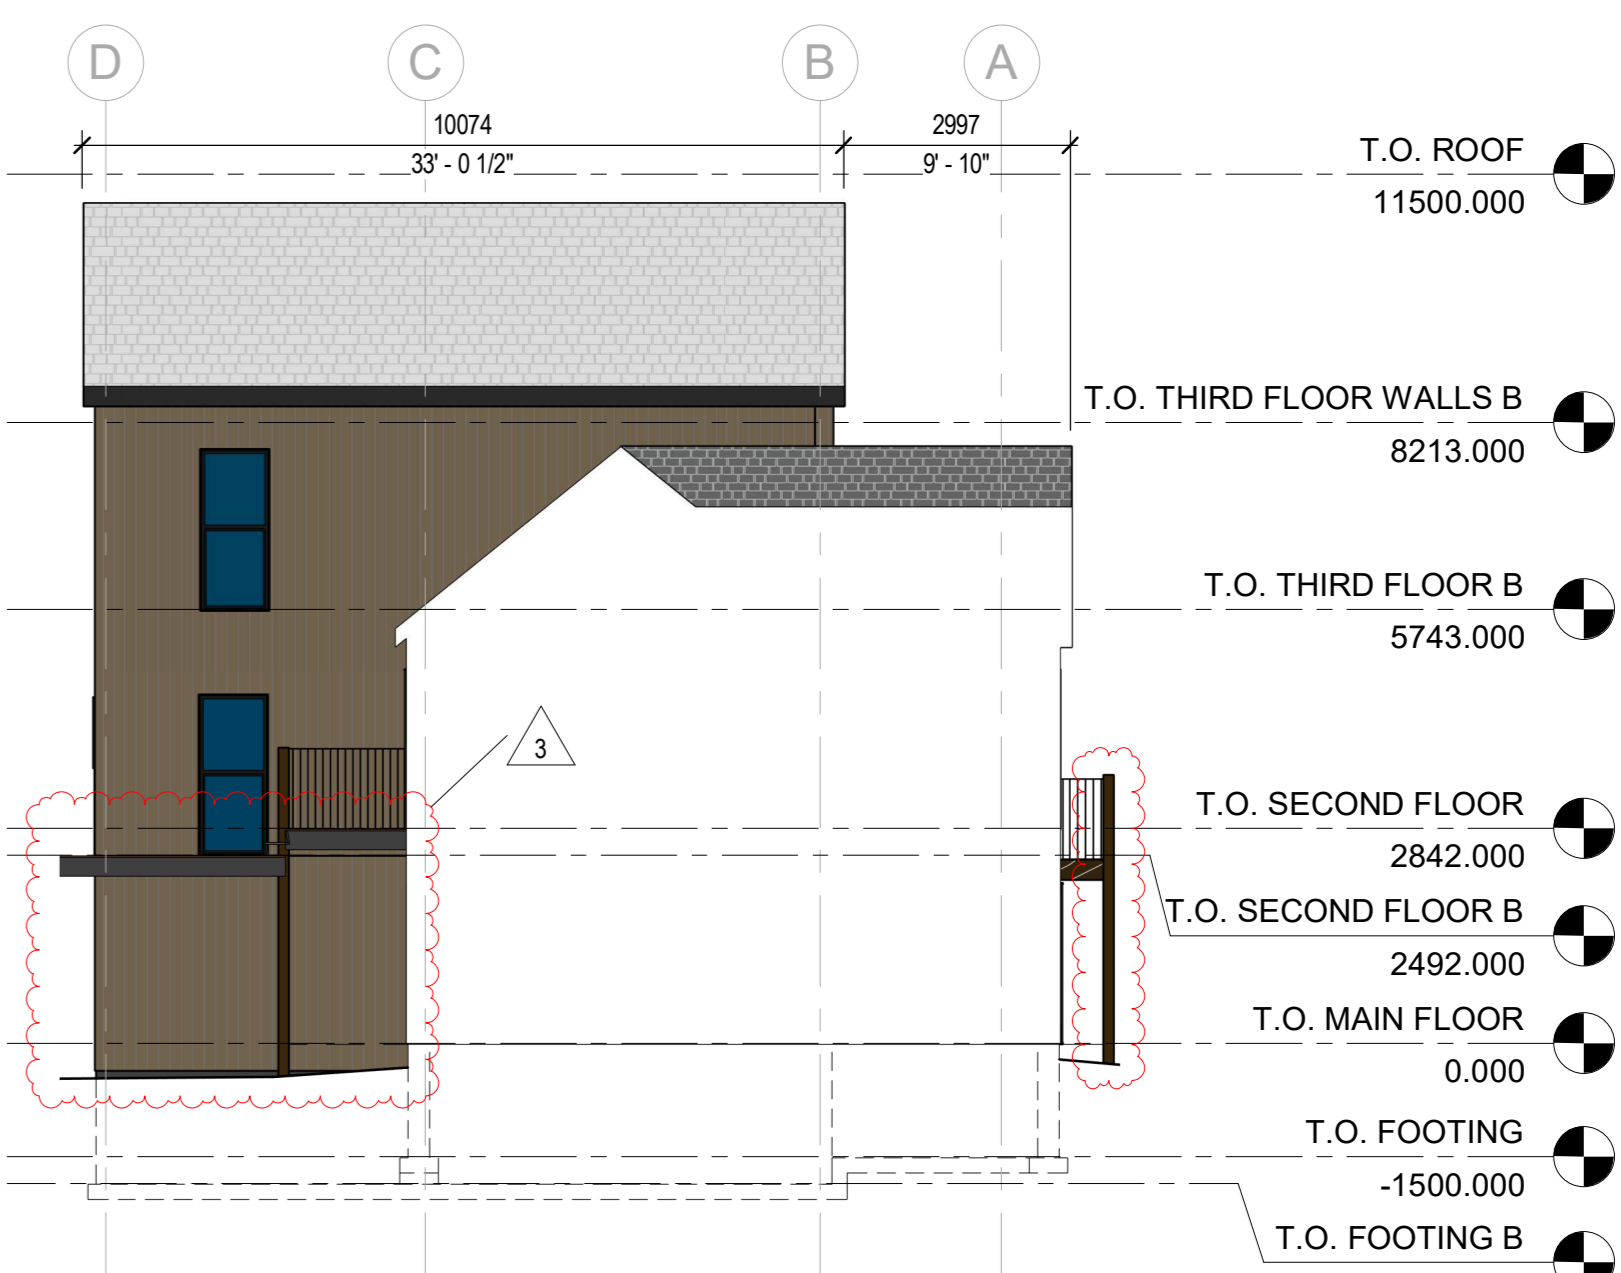 D C B A
10074 2997
33' - 0 1/2" 9' - 10"
T.O. ROOF
11500.000
T.O. THIRD FLOOR WALLS B
8213.000
T.O. THIRD FLOOR B
5743.000
3
T.O. SECOND FLOOR
2842.000
T.O. SECOND FLOOR B
2492.000
T.O. MAIN FLOOR
0.000
T.O. FOOTING
-1500.000
T.O. FOOTING B